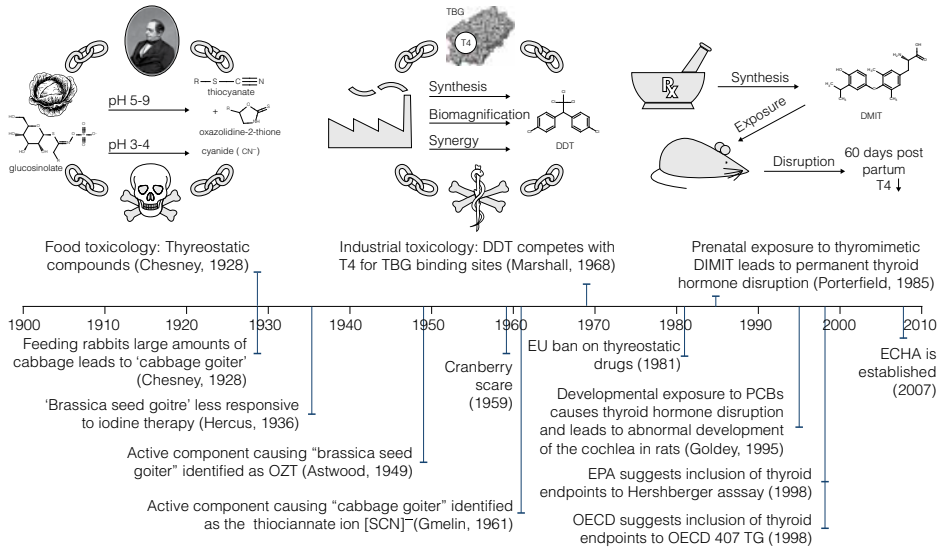 R—S—C≡N
thiocyanate
pH 5-9
+
O
S
NH
oxazolidine-2-thione
pH 3-4
cyanide ( CN⁻)
glucosinolate
TBG
T4
Synthesis
Biomagnification
Synergy
DDT
Rx
Synthesis
DMIT
Exposure
Disruption
60 days post
partum
T4 ↓
Food toxicology: Thyreostatic
compounds (Chesney, 1928)
Industrial toxicology: DDT competes with
T4 for TBG binding sites (Marshall, 1968)
Prenatal exposure to thyromimetic
DIMIT leads to permanent thyroid
hormone disruption (Porterfield, 1985)
1900 1910 1920 1930 1940 1950 1960 1970 1980 1990 2000 2010
Feeding rabbits large amounts of
cabbage leads to ‘cabbage goiter’
(Chesney, 1928)
‘Brassica seed goitre’ less responsive
to iodine therapy (Hercus, 1936)
Active component causing “brassica seed
goiter” identified as OZT (Astwood, 1949)
Active component causing “cabbage goiter” identified
as the thiociannate ion [SCN]⁻(Gmelin, 1961)
Cranberry
scare
(1959)
EU ban on thyreostatic
drugs (1981)
Developmental exposure to PCBs
causes thyroid hormone disruption
and leads to abnormal development
of the cochlea in rats (Goldey, 1995)
EPA suggests inclusion of thyroid
endpoints to Hershberger asssay (1998)
OECD suggests inclusion of thyroid
endpoints to OECD 407 TG (1998)
ECHA is
established
(2007)